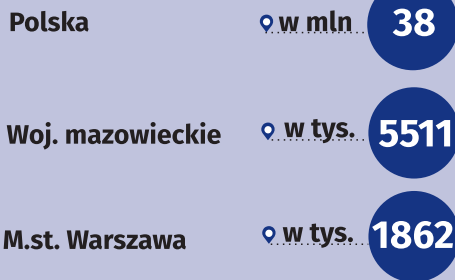 Polska w mln 38
Woj. mazowieckie w tys. 5511
M.st. Warszawa w tys. 1862